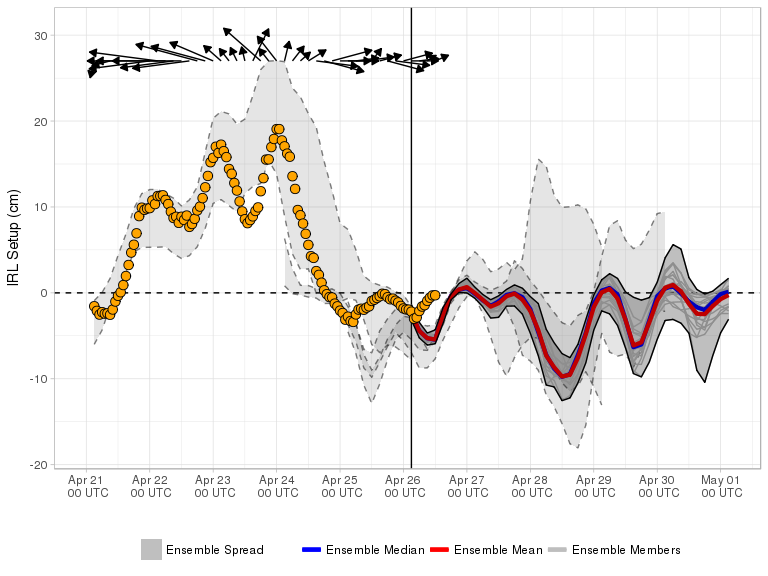 30
20
10
0
-10
-20
IRL Setup (cm)
Apr 21 Apr 22 Apr 23 Apr 24 Apr 25 Apr 26 Apr 27 Apr 28 Apr 29 Apr 30 May 01
00 UTC 00 UTC 00 UTC 00 UTC 00 UTC 00 UTC 00 UTC 00 UTC 00 UTC 00 UTC 00 UTC
Ensemble Spread Ensemble Median Ensemble Mean Ensemble Members